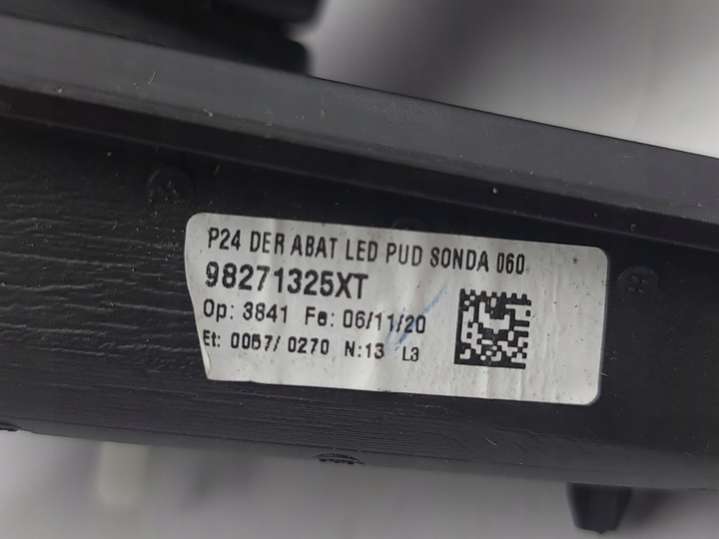 P24 DER ABAT LED PUD SONDA 060
98271325XT
Op: 3841 Fe: 06/11/20
Et: 0057/ 0270 N:13 L3